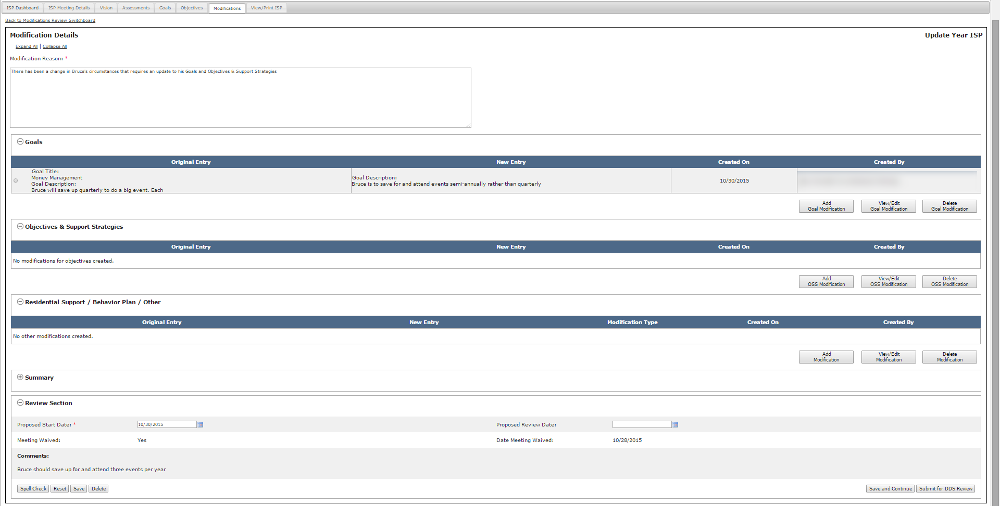 ISP Dashboard ISP Meeting Details Vision Assessments Goals Objectives Modifications View/Print ISP
Back to Modifications Review Switchboard
Modification Details Update Year ISP
Expand All | Collapse All
Modification Reason: *
There has been a change in Bruce's circumstances that requires an update to his Goals and Objectives & Support Strategies
Goals
Original Entry New Entry Created On Created By
Goal Title:
Money Management
Goal Description:
Bruce will save up quarterly to do a big event. Each
Goal Description:
Bruce is to save for and attend events semi-annually rather than quarterly
10/30/2015
Add
Goal Modification
View/Edit
Goal Modification
Delete
Goal Modification
Objectives & Support Strategies
Original Entry New Entry Created On Created By
No modifications for objectives created.
Add
OSS Modification
View/Edit
OSS Modification
Delete
OSS Modification
Residential Support / Behavior Plan / Other
Original Entry New Entry Modification Type Created On Created By
No other modifications created.
Add
Modification
View/Edit
Modification
Delete
Modification
Summary
Review Section
Proposed Start Date: * 10/30/2015 Proposed Review Date:
Meeting Waived: Yes Date Meeting Waived: 10/28/2015
Comments:
Bruce should save up for and attend three events per year
Spell Check Reset Save Delete Save and Continue Submit for DDS Review